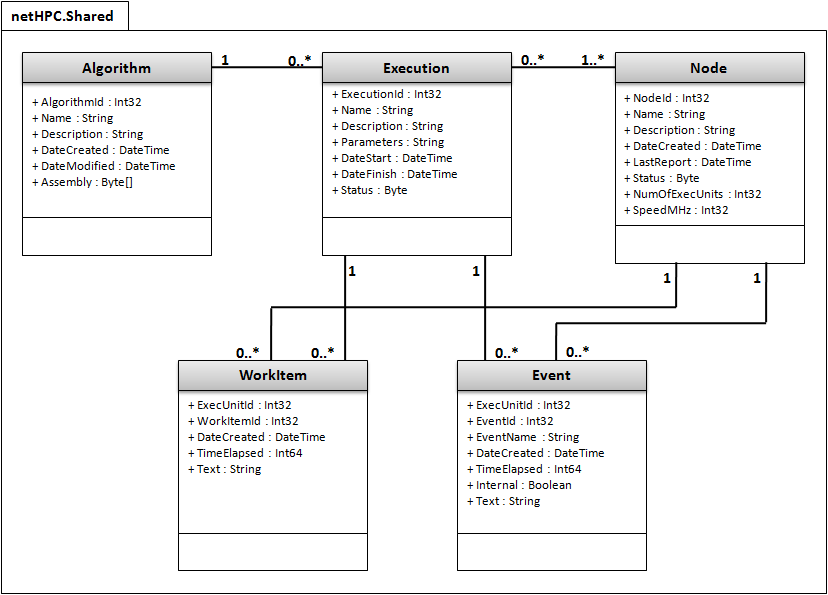 netHPC.Shared
Algorithm
+ AlgorithmId : Int32
+ Name : String
+ Description : String
+ DateCreated : DateTime
+ DateModified : DateTime
+ Assembly : Byte[]
1
0..*
Execution
+ ExecutionId : Int32
+ Name : String
+ Description : String
+ Parameters : String
+ DateStart : DateTime
+ DateFinish : DateTime
+ Status : Byte
0..*
1..*
Node
+ NodeId : Int32
+ Name : String
+ Description : String
+ DateCreated : DateTime
+ LastReport : DateTime
+ Status : Byte
+ NumOfExecUnits : Int32
+ SpeedMHz : Int32
1
1
1
1
0..*
0..*
0..*
0..*
WorkItem
+ ExecUnitId : Int32
+ WorkItemId : Int32
+ DateCreated : DateTime
+ TimeElapsed : Int64
+ Text : String
Event
+ ExecUnitId : Int32
+ EventId : Int32
+ EventName : String
+ DateCreated : DateTime
+ TimeElapsed : Int64
+ Internal : Boolean
+ Text : String